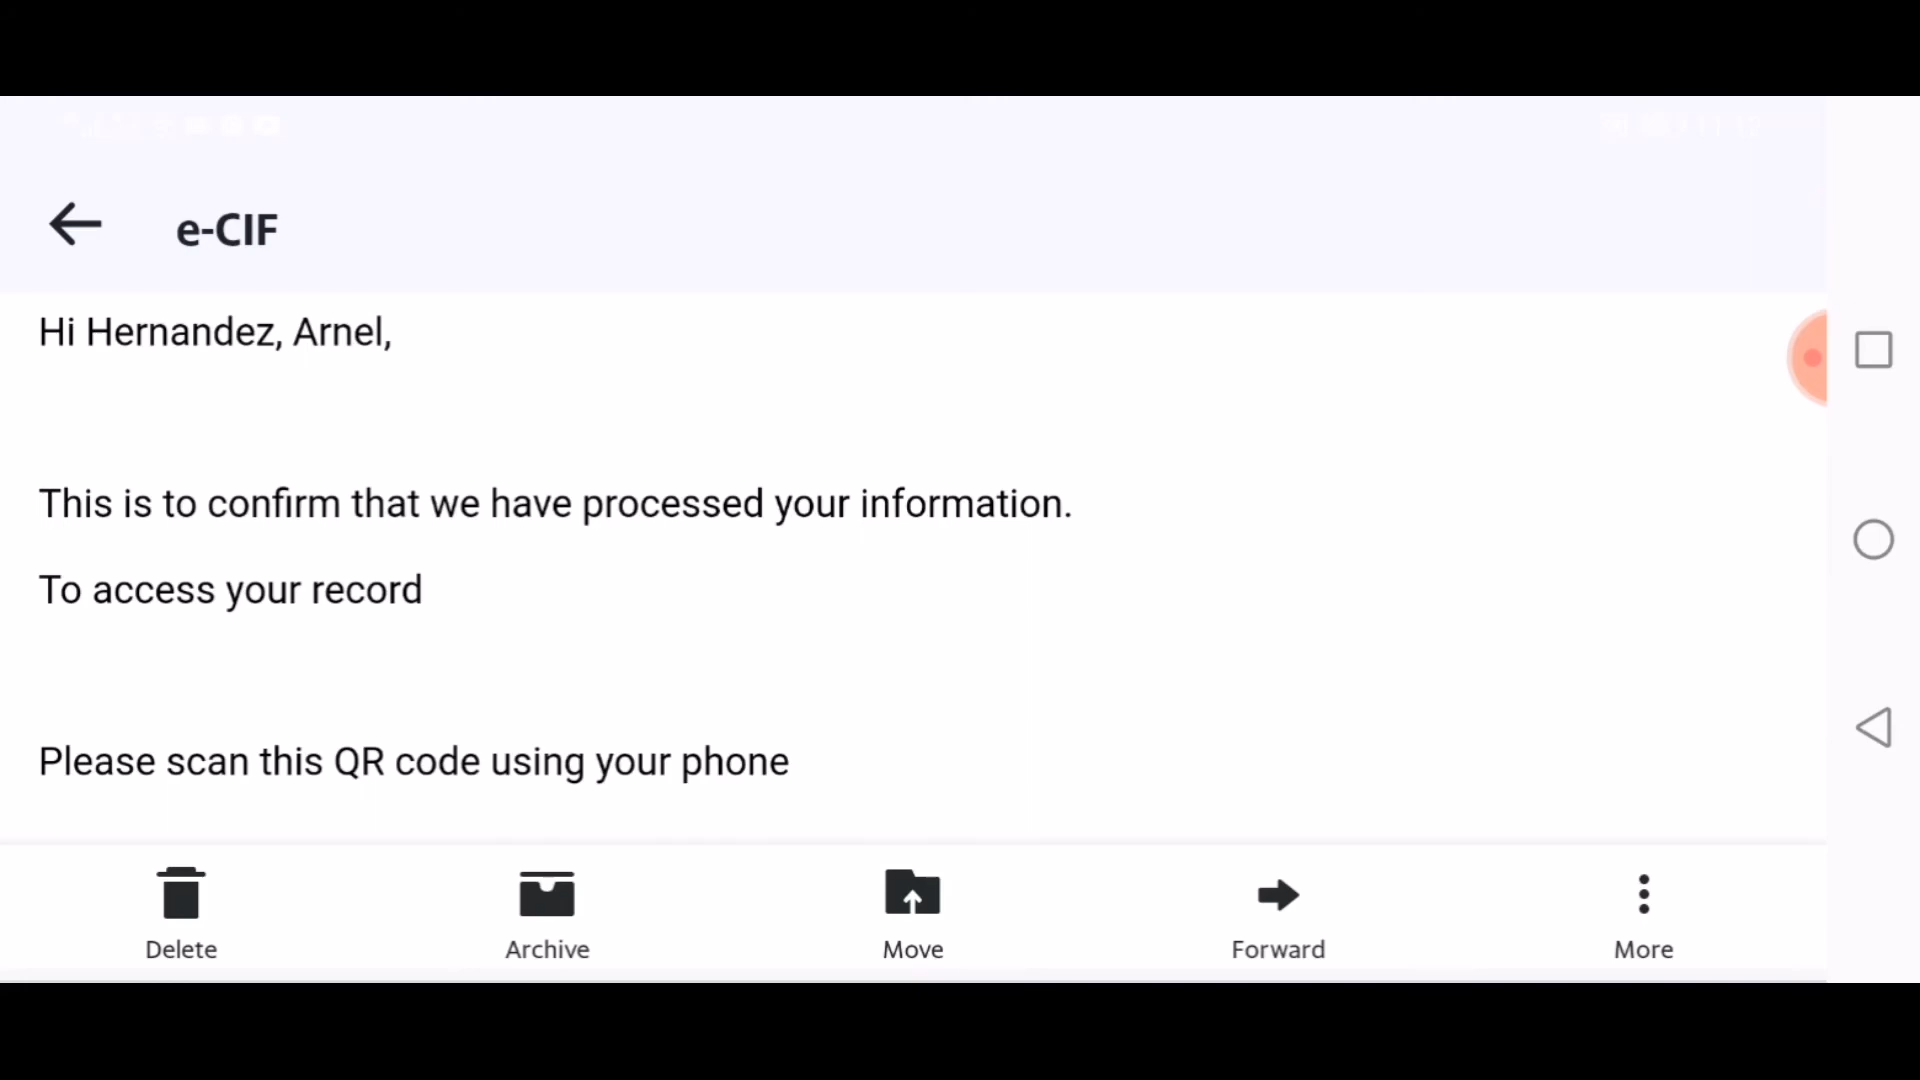 e-CIF
Hi Hernandez, Arnel,
This is to confirm that we have processed your information.
To access your record
Please scan this QR code using your phone
Delete Archive Move Forward More